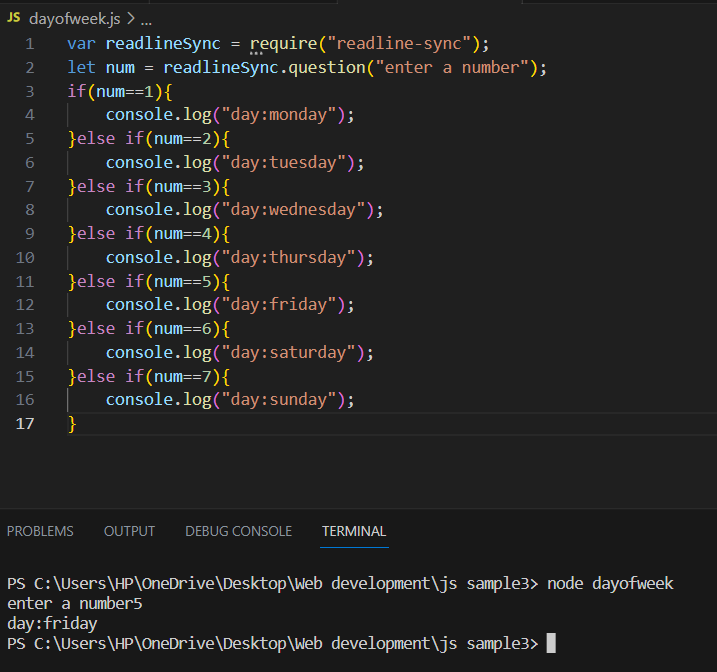 JS dayofweek.js > ...
1 var readlineSync = require("readline-sync");
2 let num = readlineSync.question("enter a number");
3 if(num==1){
4 console.log("day:monday");
5 }else if(num==2){
6 console.log("day:tuesday");
7 }else if(num==3){
8 console.log("day:wednesday");
9 }else if(num==4){
10 console.log("day:thursday");
11 }else if(num==5){
12 console.log("day:friday");
13 }else if(num==6){
14 console.log("day:saturday");
15 }else if(num==7){
16 console.log("day:sunday");
17 }
PROBLEMS OUTPUT DEBUG CONSOLE TERMINAL
PS C:\Users\HP\OneDrive\Desktop\Web development\js sample3> node dayofweek
enter a number5
day:friday
PS C:\Users\HP\OneDrive\Desktop\Web development\js sample3>